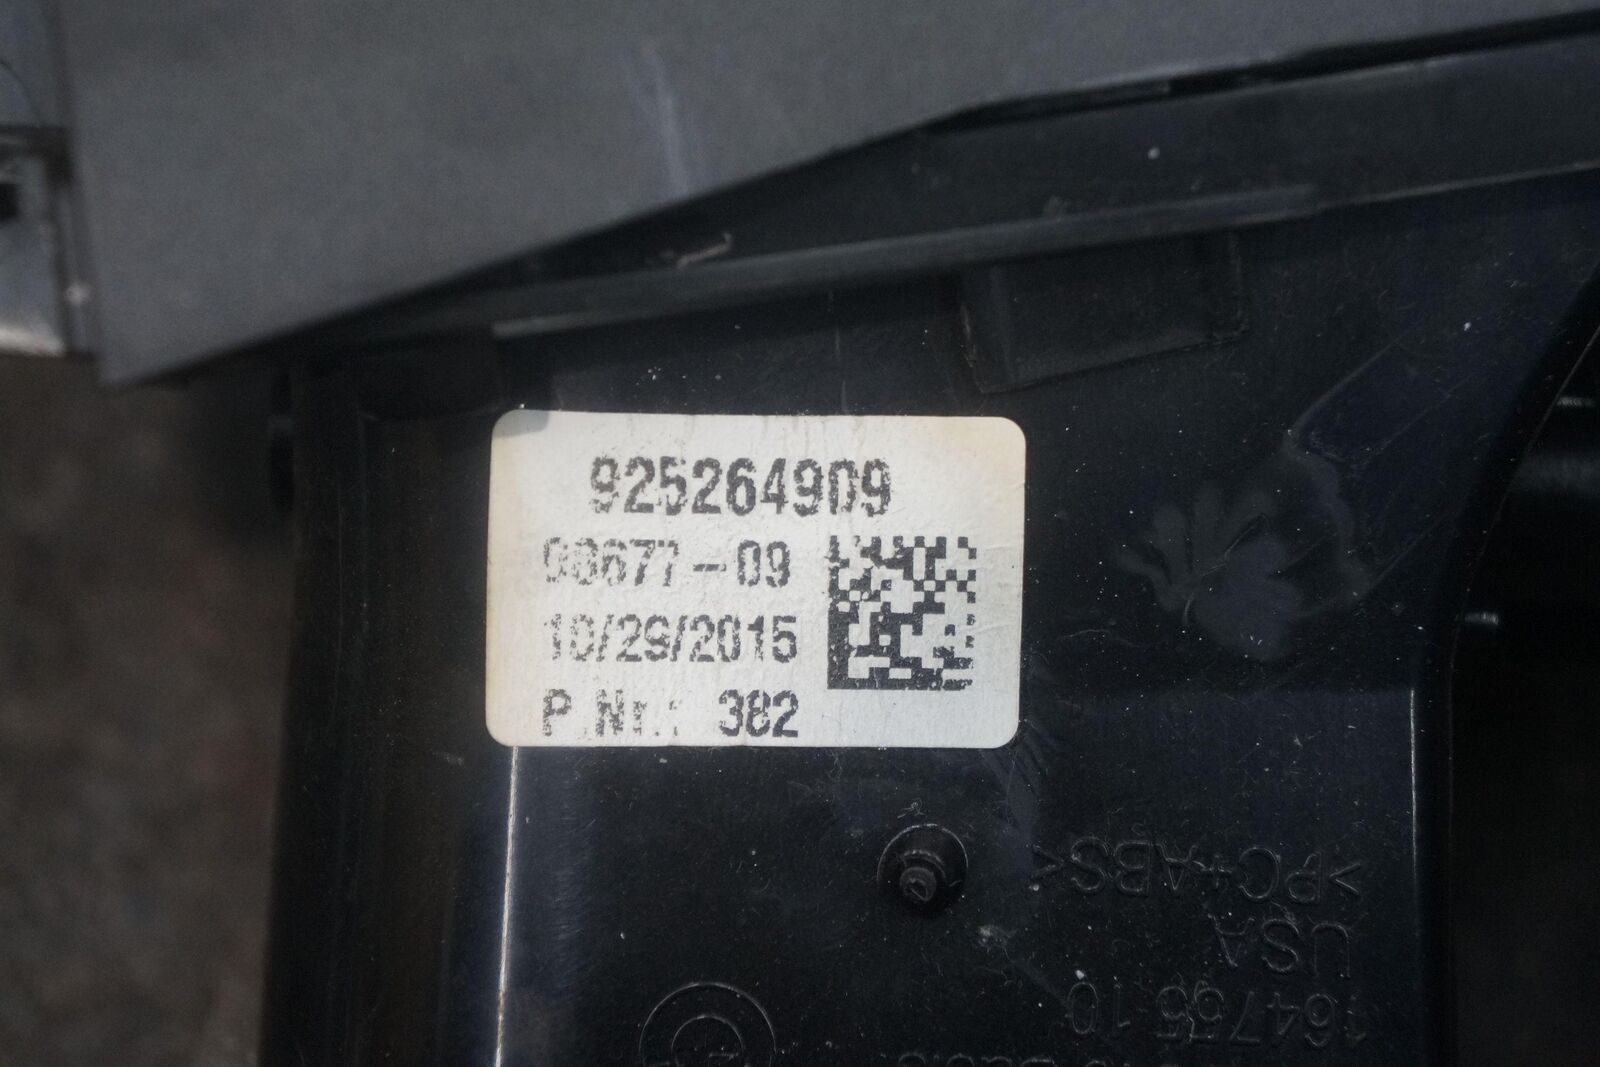 925264909
98677-09
10/29/2015
P.Nr.: 382
>PC+ABS<
USA
164755 10